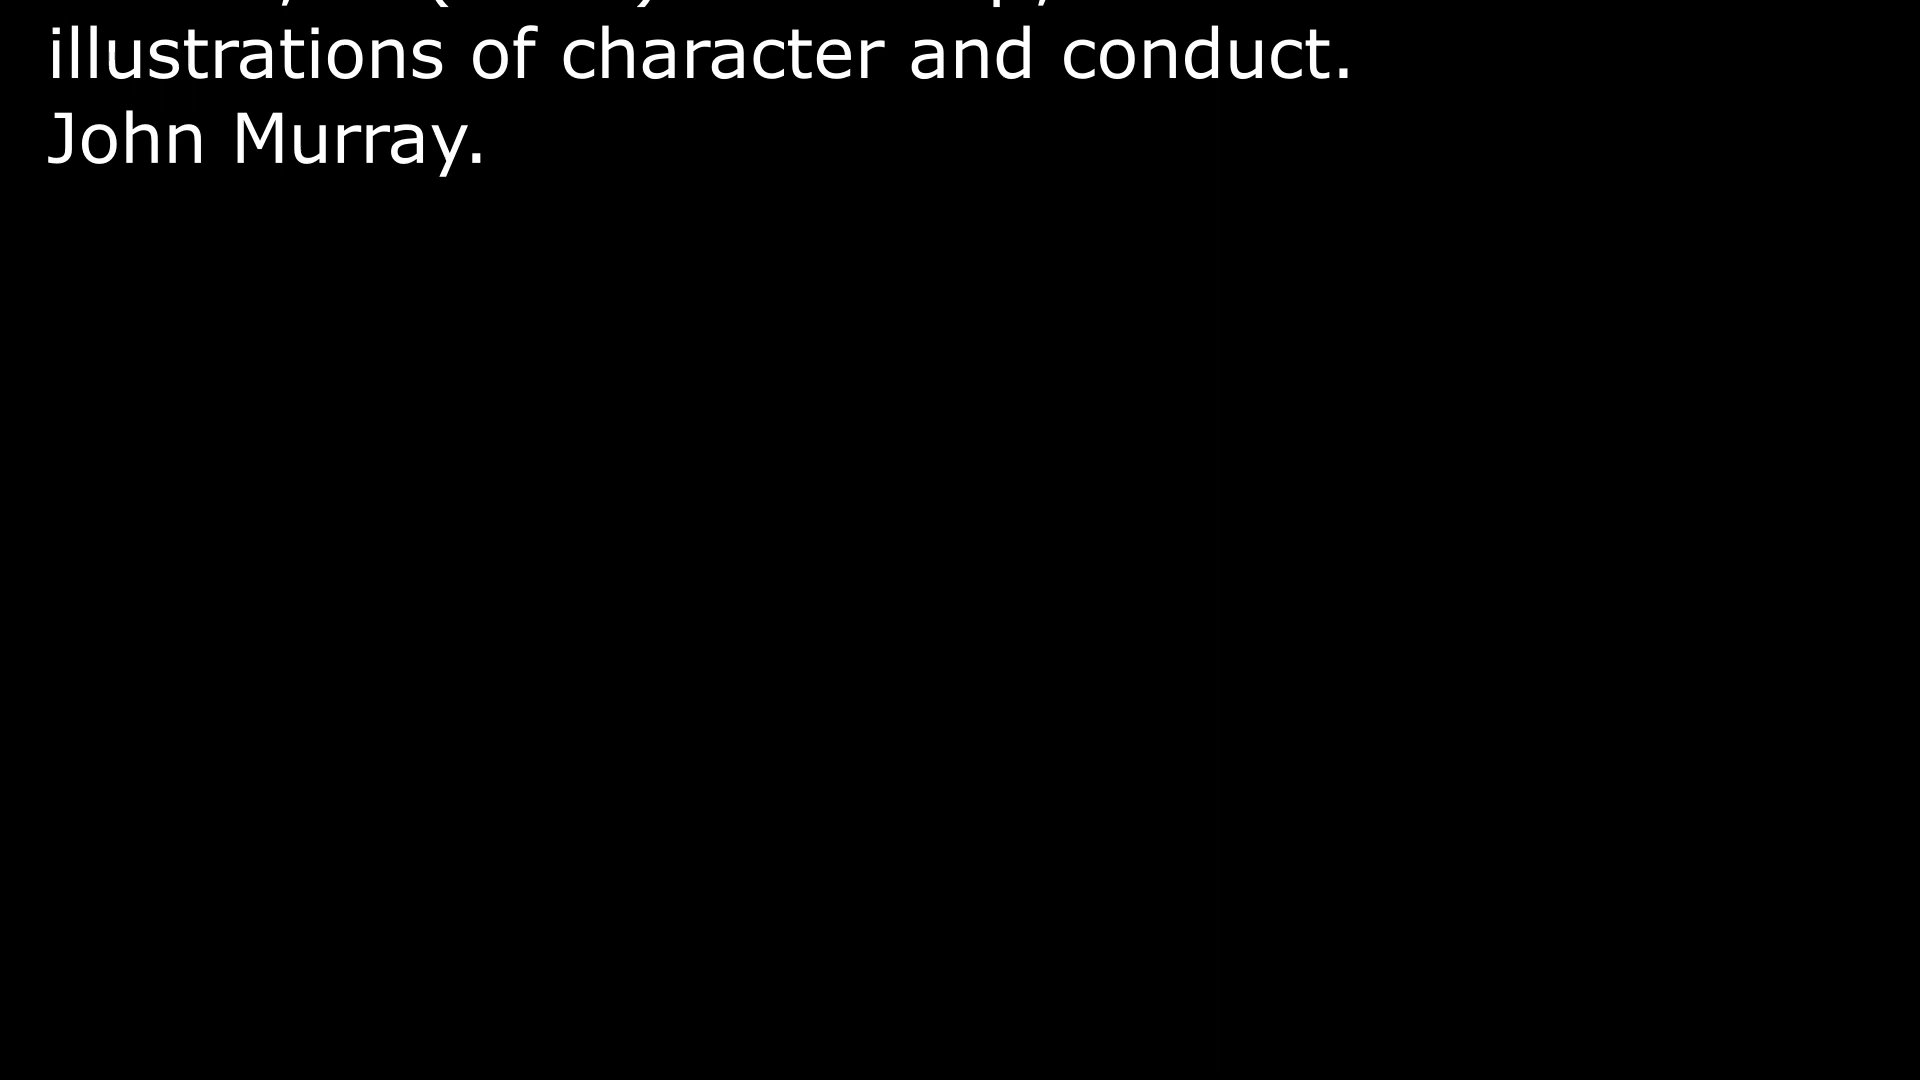 illustrations of character and conduct.
John Murray.